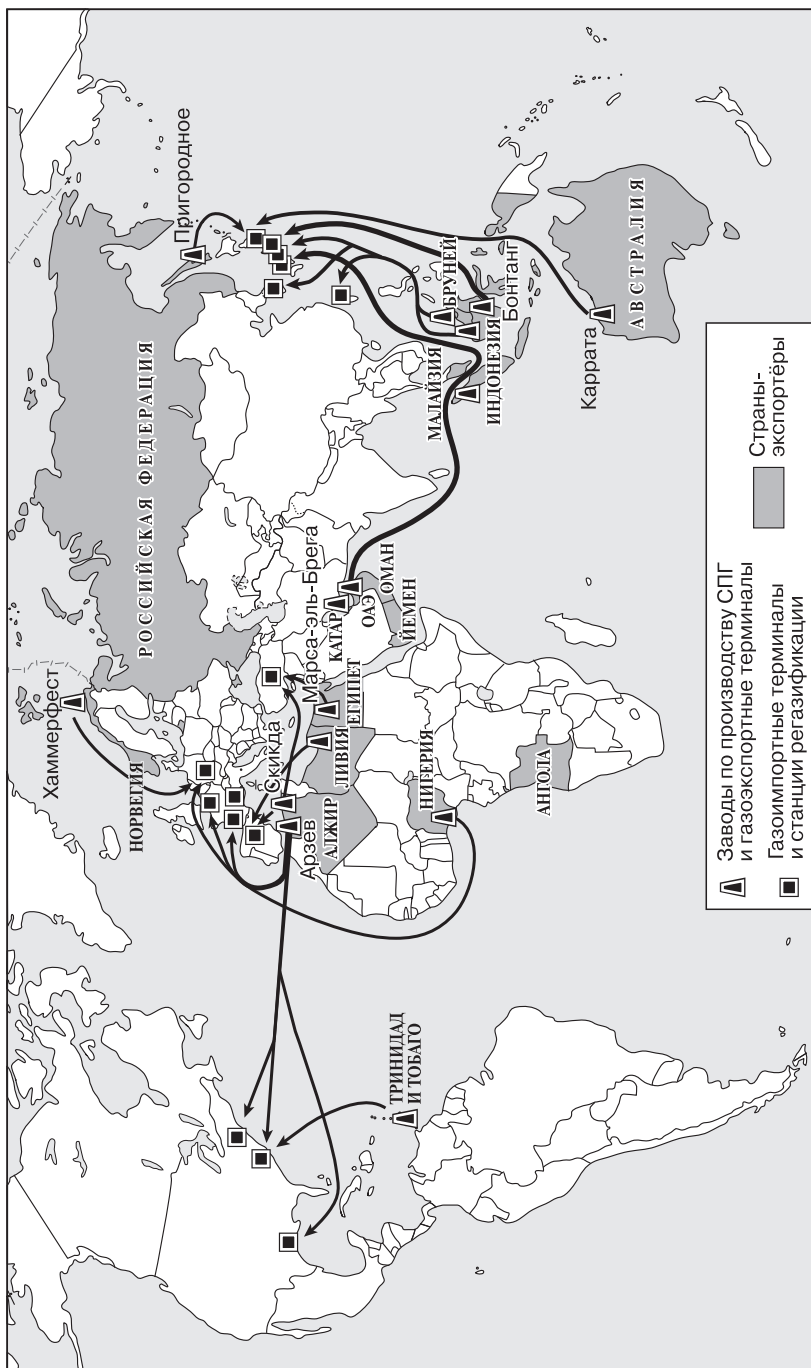 Хаммерфест
НОРВЕГИЯ
РОССИЙСКАЯ ФЕДЕРАЦИЯ
Пригородное
Скикда
Арзев
АЛЖИР
Марса-эль-Брега
ЛИВИЯ
ЕГИПЕТ
КАТАР
ОАЭ
ОМАН
ЙЕМЕН
НИГЕРИЯ
АНГОЛА
ТРИНИДАД
И ТОБАГО
МАЛАЙЗИЯ
БРУНЕЙ
ИНДОНЕЗИЯ
Бонтанг
Каррата
АВСТРАЛИЯ
Заводы по производству СПГ
и газоэкспортные терминалы
Газоимпортные терминалы
и станции регазификации
Страны-
экспортёры